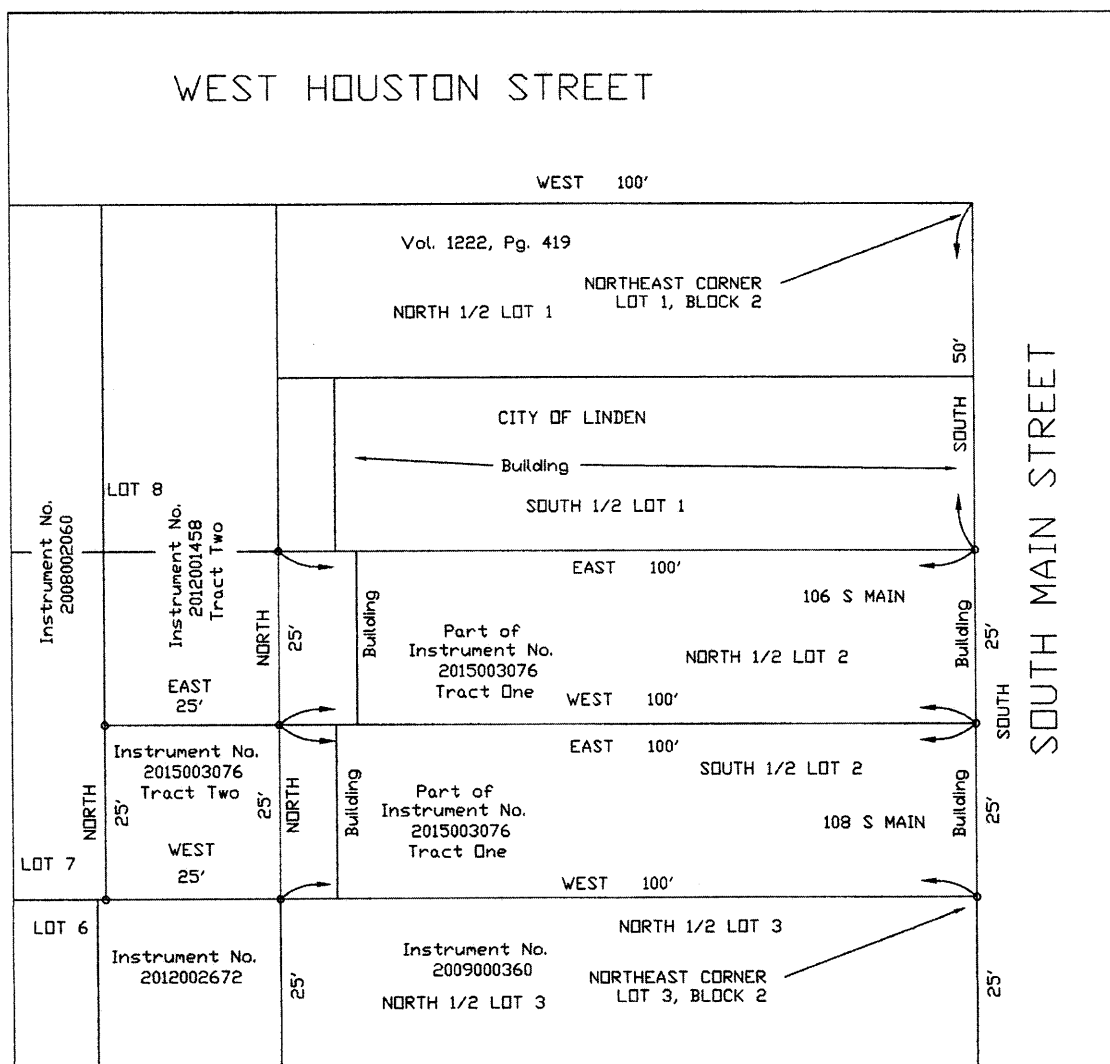 WEST HOUSTON STREET
WEST 100'
Vol. 1222, Pg. 419
NORTHEAST CORNER
LOT 1, BLOCK 2
NORTH 1/2 LOT 1
50'
SOUTH
SOUTH MAIN STREET
CITY OF LINDEN
Building
SOUTH 1/2 LOT 1
LOT 8
Instrument No.
2008002060
Instrument No.
2012001458
Tract Two
EAST 100'
106 S MAIN
NORTH
25'
Building
Part of
Instrument No.
2015003076
Tract One
NORTH 1/2 LOT 2
Building
25'
EAST
25'
WEST 100'
SOUTH
EAST 100'
SOUTH 1/2 LOT 2
Instrument No.
2015003076
Tract Two
NORTH
25'
25'
NORTH
Building
Part of
Instrument No.
2015003076
Tract One
108 S MAIN
Building
25'
WEST
25'
LOT 7
WEST 100'
LOT 6
NORTH 1/2 LOT 3
Instrument No.
2012002672
25'
Instrument No.
2009000360
NORTH 1/2 LOT 3
NORTHEAST CORNER
LOT 3, BLOCK 2
25'